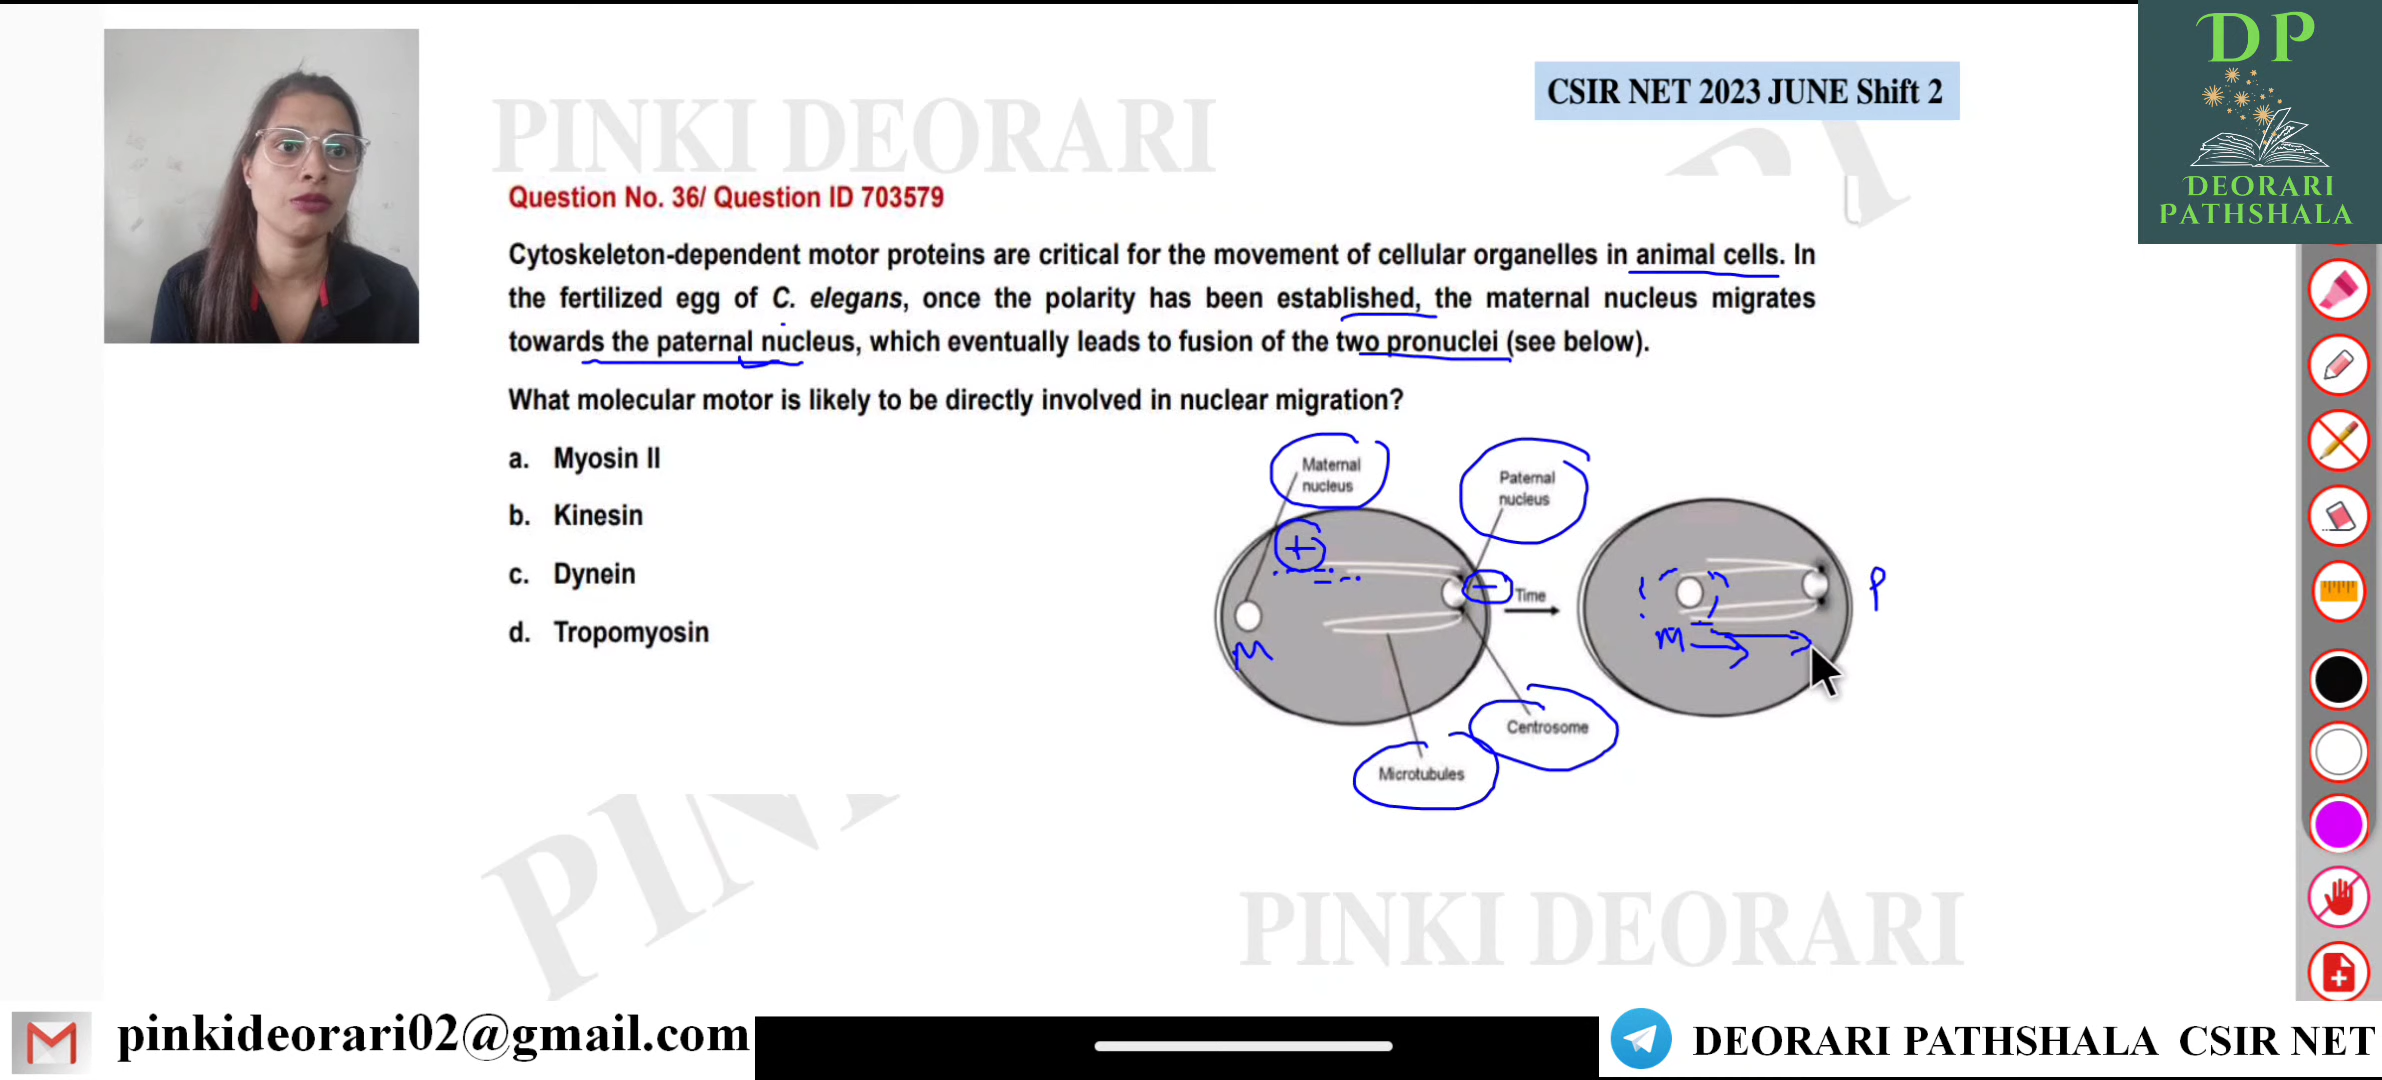 DP
DEORARI
PATHSHALA
PINKI DEORARI
CSIR NET 2023 JUNE Shift 2
Question No. 36/ Question ID 703579
Cytoskeleton-dependent motor proteins are critical for the movement of cellular organelles in animal cells. In
the fertilized egg of C. elegans, once the polarity has been established, the maternal nucleus migrates
towards the paternal nucleus, which eventually leads to fusion of the two pronuclei (see below).
What molecular motor is likely to be directly involved in nuclear migration?
a. Myosin II
b. Kinesin
c. Dynein
d. Tropomyosin
Maternal
nucleus
Paternal
nucleus
+
−
Time
P
M
M
Centrosome
Microtubules
PINKI DEORARI
pinkideorari02@gmail.com
DEORARI PATHSHALA CSIR NET